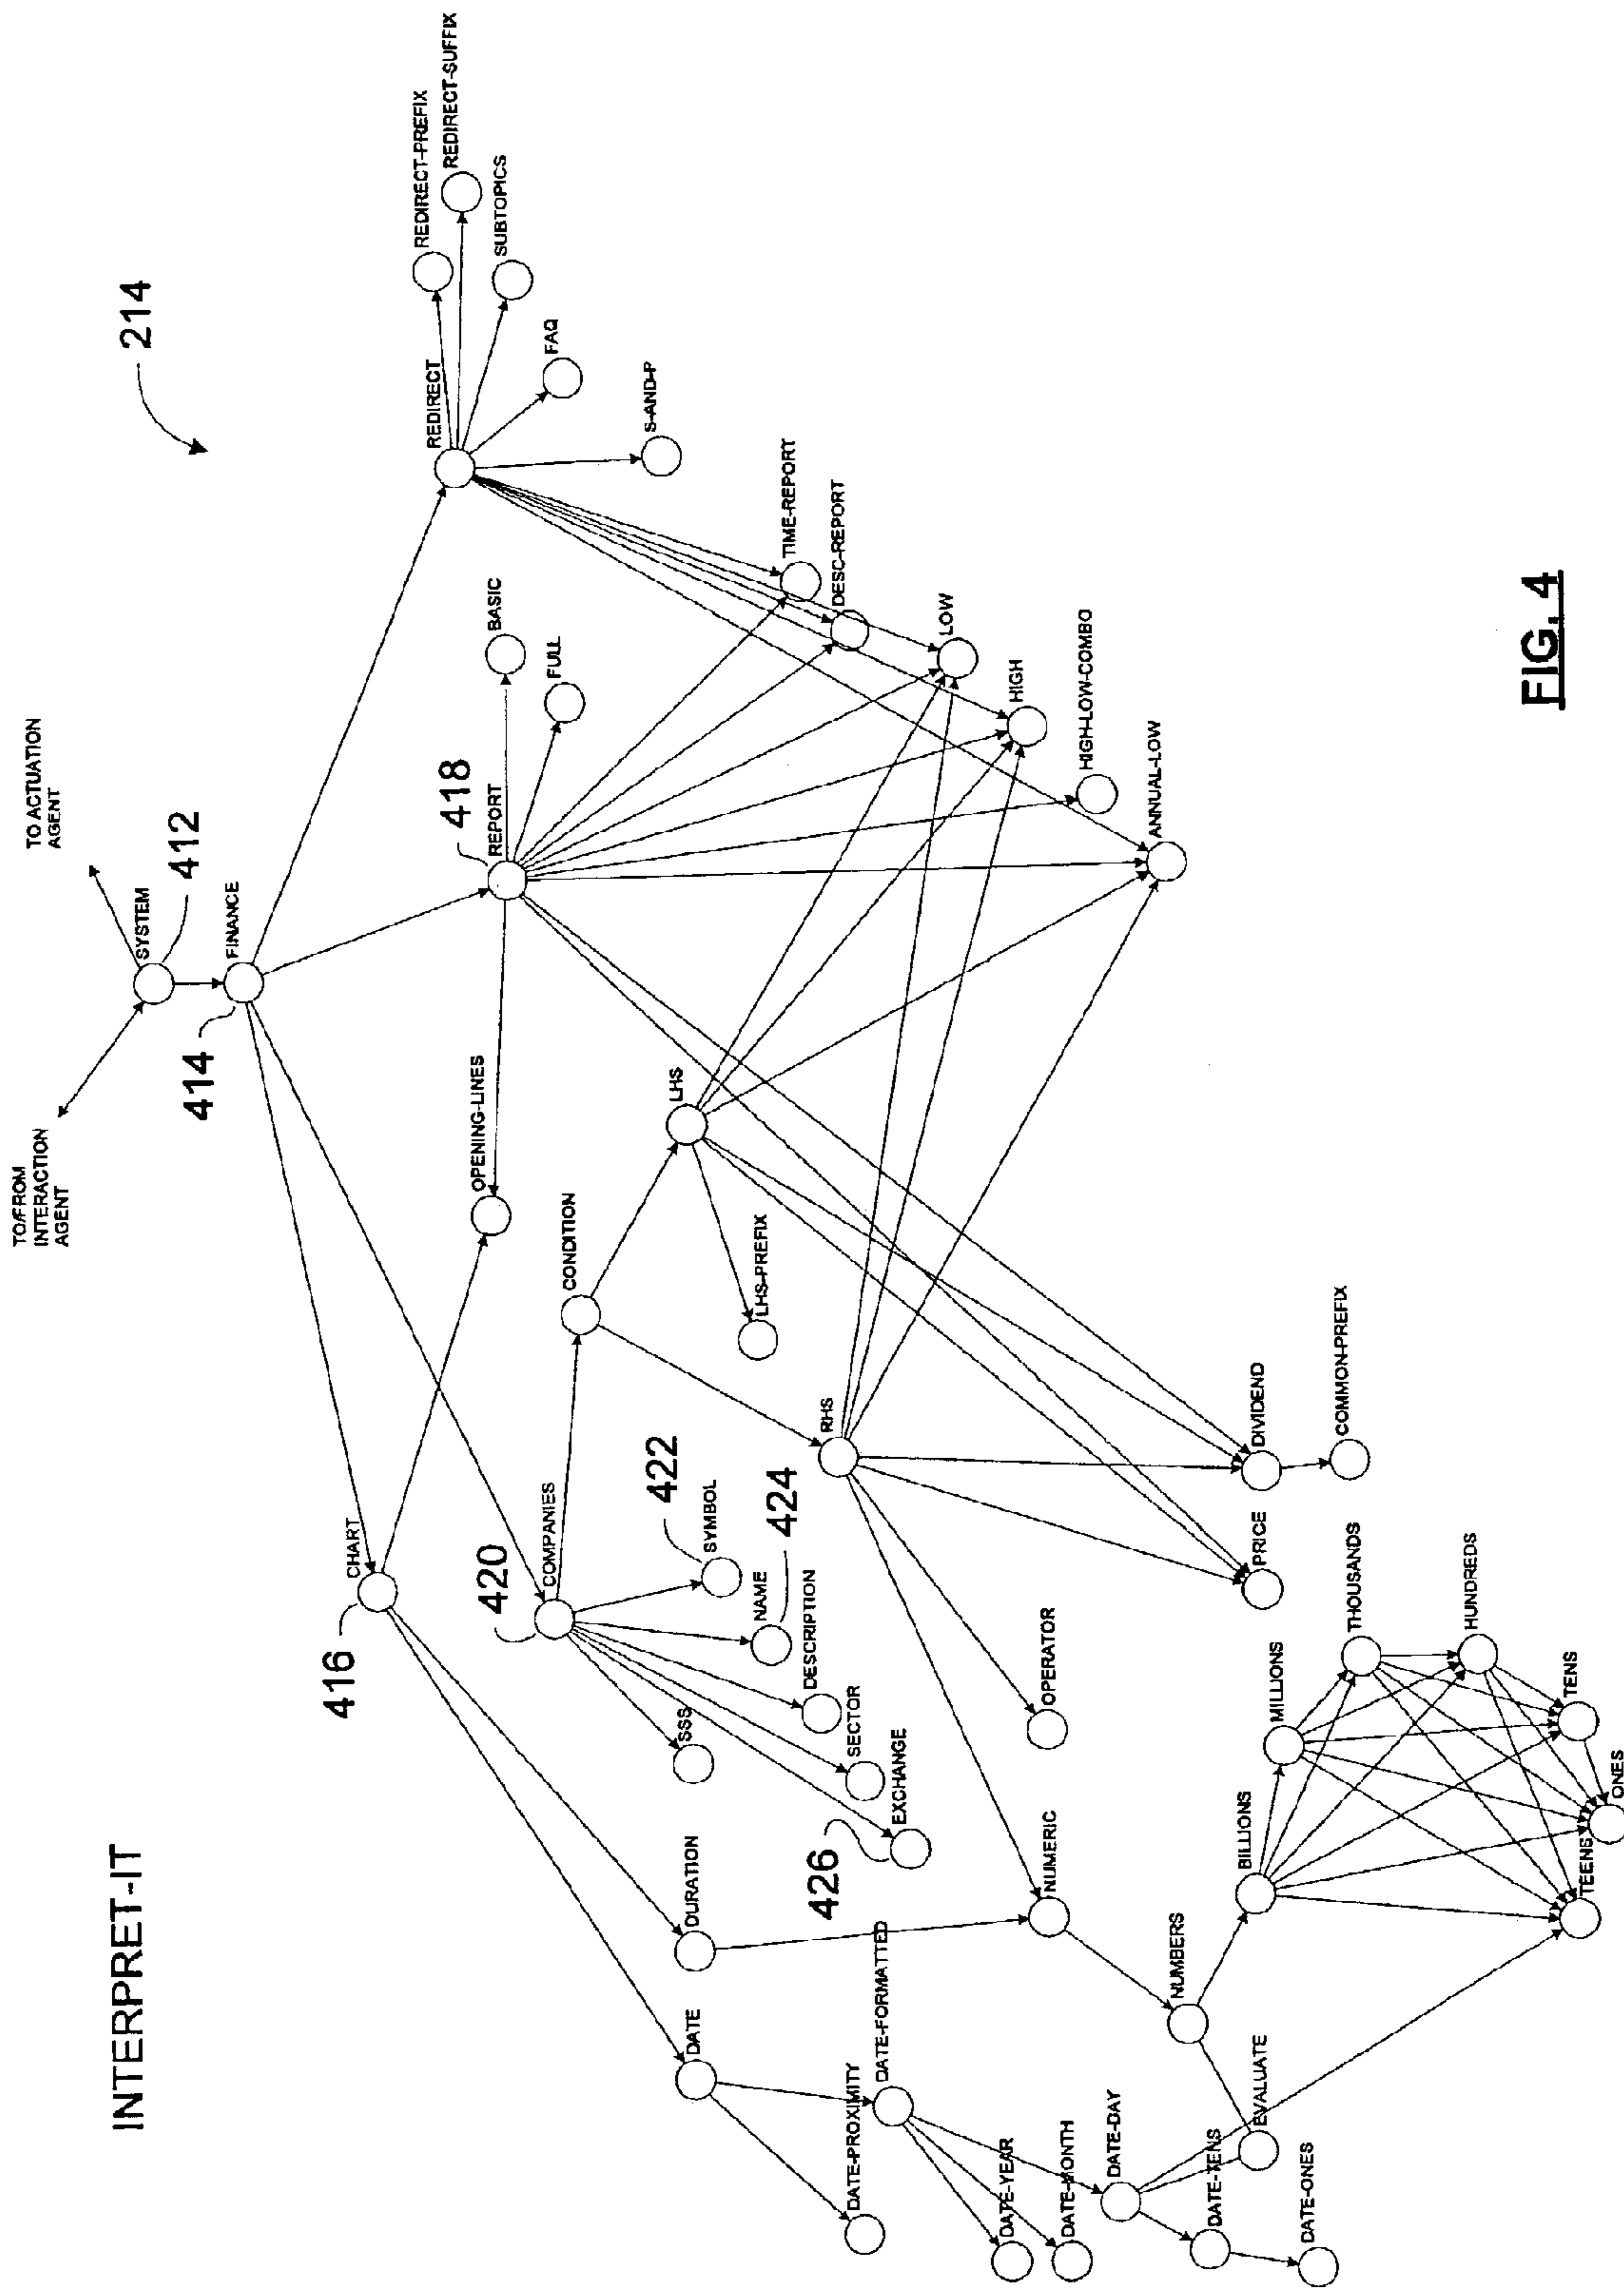 INTERPRET-IT
TO/FROM
INTERACTION
AGENT
TO ACTUATION
AGENT
SYSTEM
412
214
414
FINANCE
416
CHART
OPENING-LINES
418
REPORT
BASIC
FULL
REDIRECT
REDIRECT-PREFIX
REDIRECT-SUFFIX
SUBTOPICS
FAQ
S-AND-P
420
COMPANIES
CONDITION
LHS
TIME-REPORT
DESC-REPORT
LOW
HIGH
HIGH-LOW-COMBO
ANNUAL-LOW
DATE
DURATION
SSS
422
SYMBOL
NAME
424
DESCRIPTION
SECTOR
EXCHANGE
426
LHS-PREFIX
RHS
DATE-PROXIMITY
DATE-FORMATTED
NUMERIC
OPERATOR
DATE-YEAR
DATE-MONTH
DATE-DAY
NUMBERS
DATE-TENS
EVALUATE
DATE-ONES
BILLIONS
MILLIONS
THOUSANDS
HUNDREDS
TENS
ONES
TEENS
PRICE
DIVIDEND
COMMON-PREFIX
FIG. 4